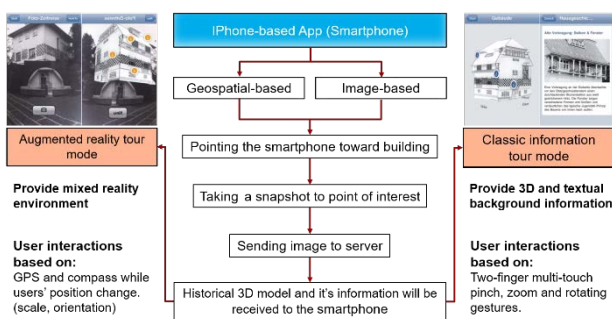 IPhone-based App (Smartphone)
Geospatial-based
Image-based
Pointing the smartphone toward building
Taking a snapshot to point of interest
Sending image to server
Historical 3D model and it's information will be
received to the smartphone
Augmented reality tour
mode
Provide mixed reality
environment
User interactions
based on:
GPS and compass while
users' position change.
(scale, orientation)
Classic information
tour mode
Provide 3D and textual
background information
User interactions
based on:
Two-finger multi-touch
pinch, zoom and rotating
gestures.